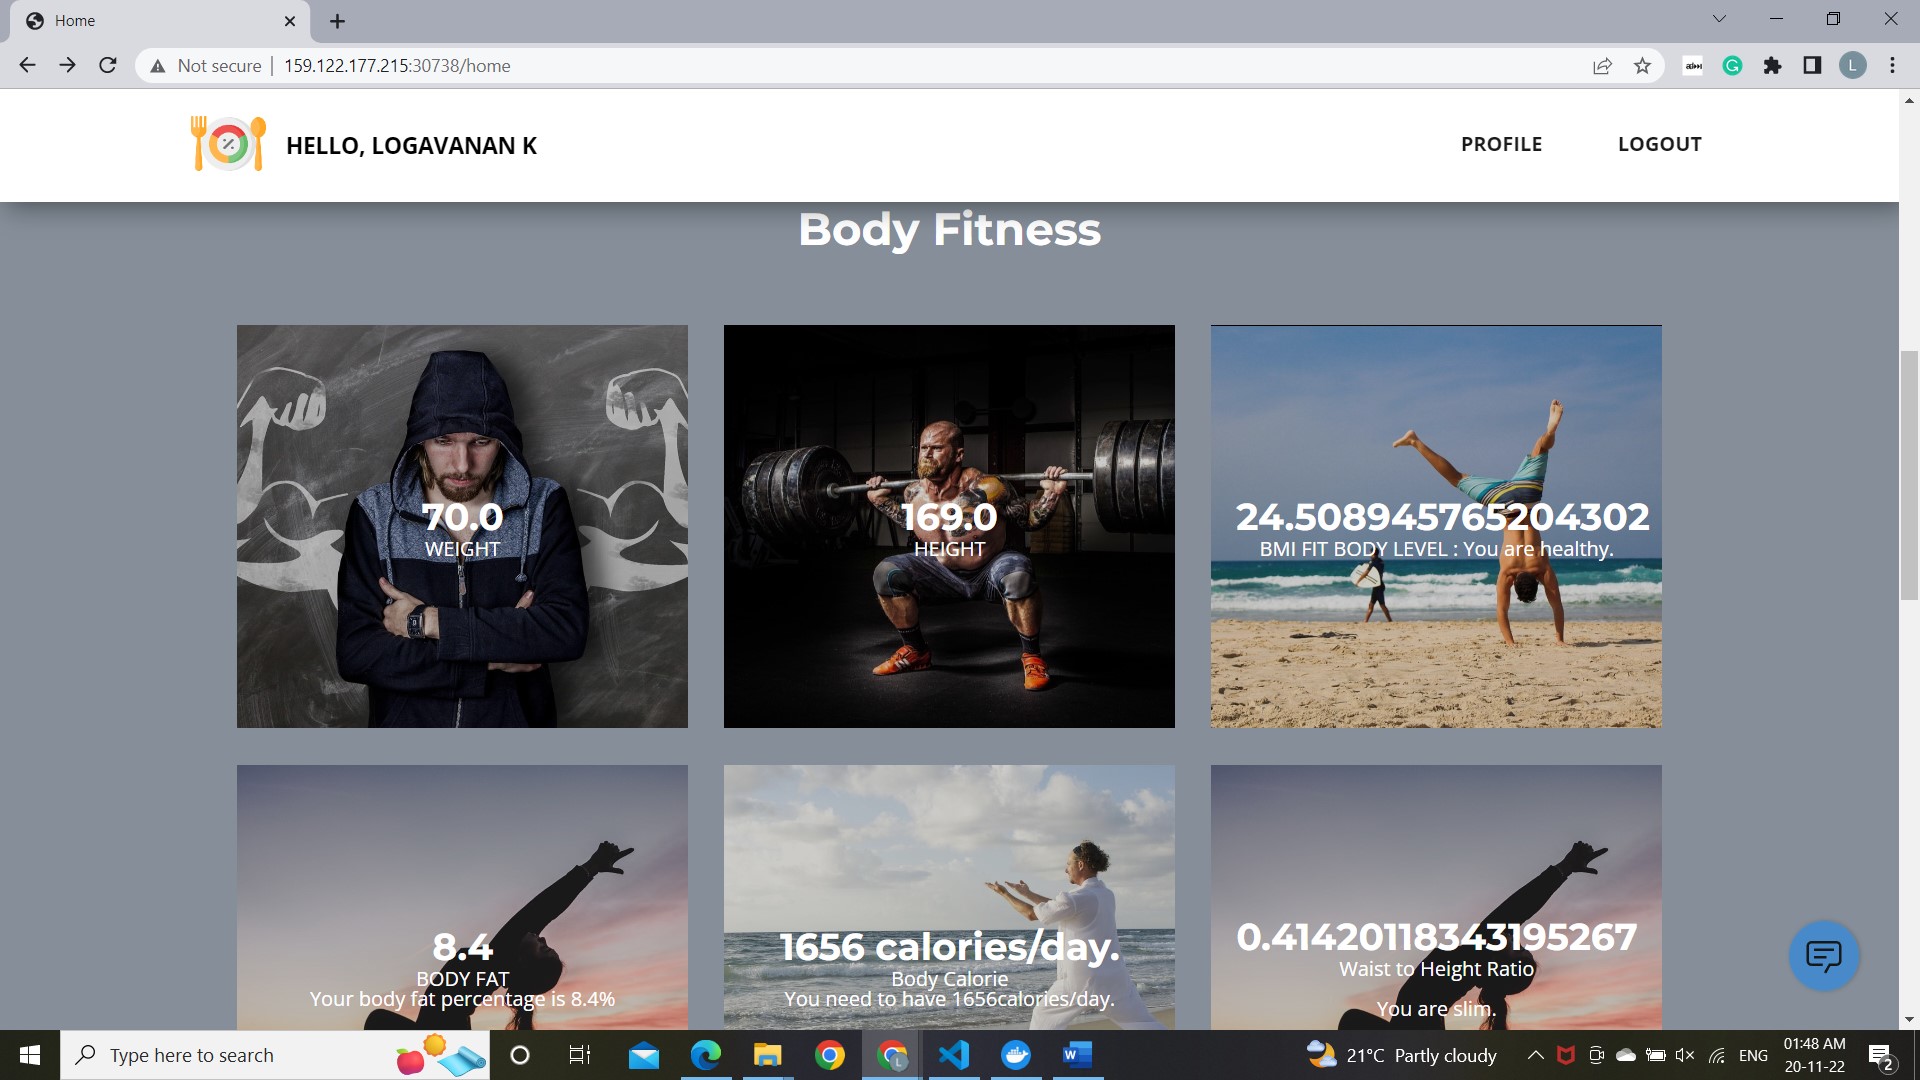 Home
Not secure
159.122.177.215:30738/home
L
HELLO, LOGAVANAN K
PROFILE
LOGOUT
Body Fitness
70.0
WEIGHT
169.0
HEIGHT
24.508945765204302
BMI FIT BODY LEVEL : You are healthy.
8.4
BODY FAT
Your body fat percentage is 8.4%
1656 calories/day.
Body Calorie
You need to have 1656calories/day.
0.41420118343195267
Waist to Height Ratio
You are slim.
Type here to search
21°C Partly cloudy
ENG
01:48 AM
20-11-22
2